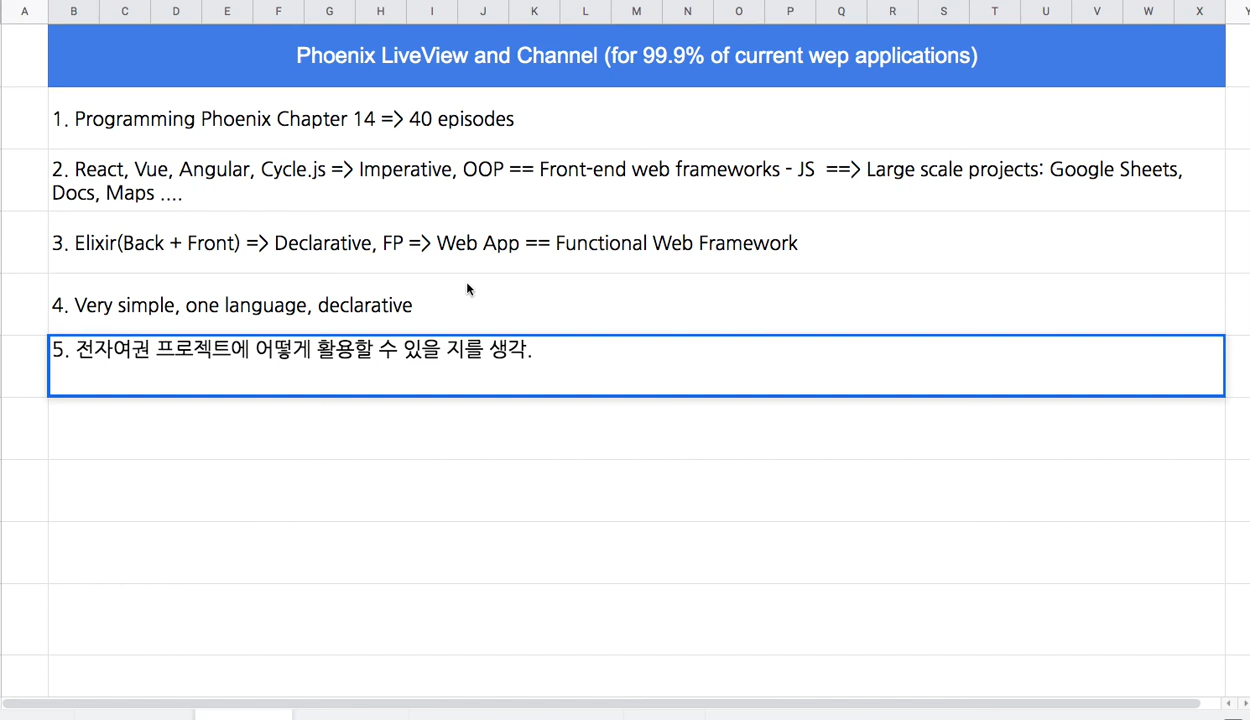 A B C D E F G H I J K L M N O P Q R S T U V W X Y
Phoenix LiveView and Channel (for 99.9% of current wep applications)
1. Programming Phoenix Chapter 14 => 40 episodes
2. React, Vue, Angular, Cycle.js => Imperative, OOP == Front-end web frameworks - JS ==> Large scale projects: Google Sheets,
Docs, Maps ....
3. Elixir(Back + Front) => Declarative, FP => Web App == Functional Web Framework
4. Very simple, one language, declarative
5. 전자여권 프로젝트에 어떻게 활용할 수 있을 지를 생각.